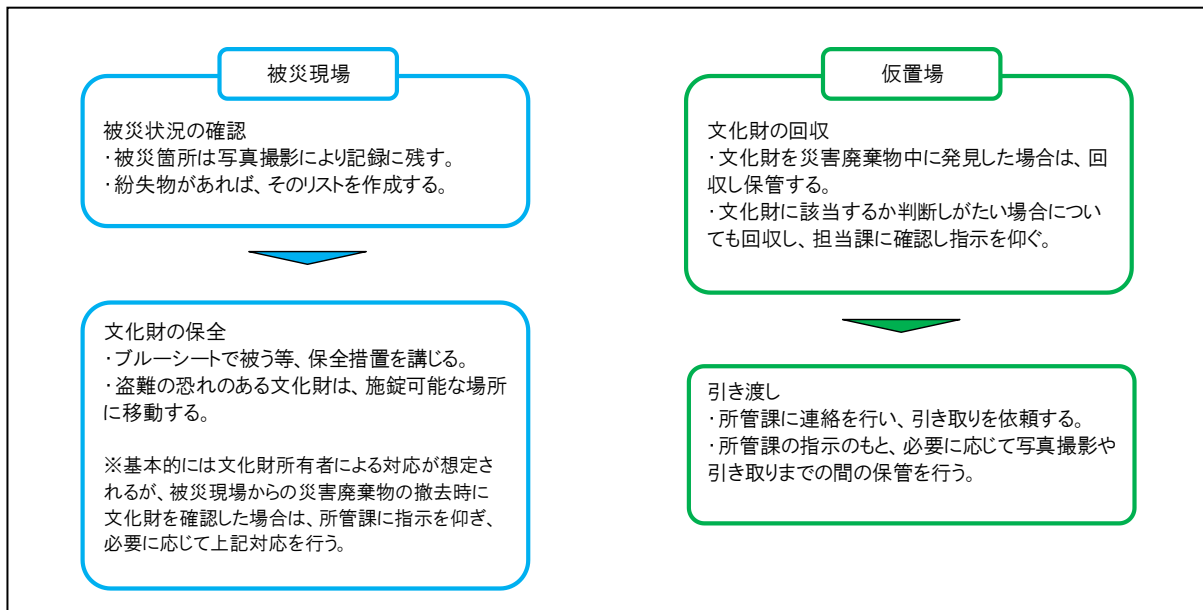 被災現場
被災状況の確認
・被災箇所は写真撮影により記録に残す。
・紛失物があれば、そのリストを作成する。
文化財の保全
・ブルーシートで被う等、保全措置を講じる。
・盗難の恐れのある文化財は、施錠可能な場所
に移動する。
※基本的には文化財所有者による対応が想定さ
れるが、被災現場からの災害廃棄物の撤去時に
文化財を確認した場合は、所管課に指示を仰ぎ、
必要に応じて上記対応を行う。
仮置場
文化財の回収
・文化財を災害廃棄物中に発見した場合は、回
収し保管する。
・文化財に該当するか判断しがたい場合につい
ても回収し、担当課に確認し指示を仰ぐ。
引き渡し
・所管課に連絡を行い、引き取りを依頼する。
・所管課の指示のもと、必要に応じて写真撮影や
引き取りまでの間の保管を行う。